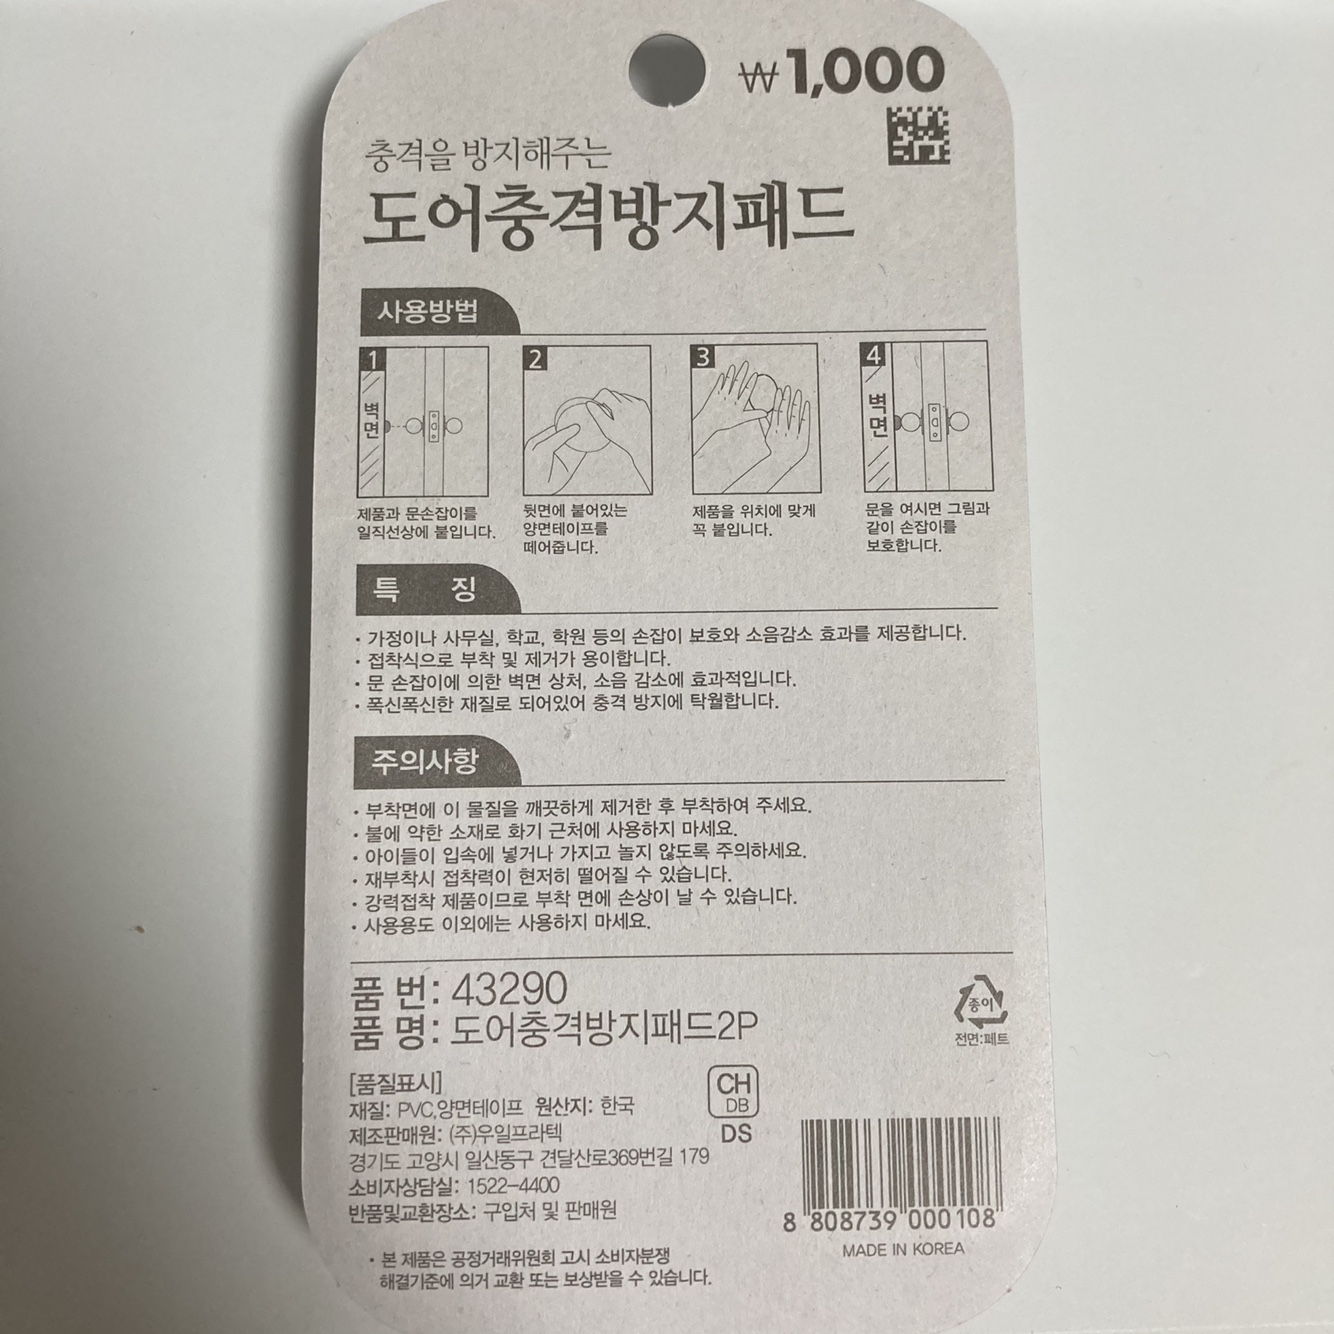 ₩1,000
충격을 방지해주는
도어충격방지패드
사용방법
1
벽면
제품과 문손잡이를
일직선상에 붙입니다.
2
뒷면에 붙어있는
양면테이프를
떼어줍니다.
3
제품을 위치에 맞게
꼭 붙입니다.
4
벽면
문을 여시면 그림과
같이 손잡이를
보호합니다.
특 징
· 가정이나 사무실, 학교, 학원 등의 손잡이 보호와 소음감소 효과를 제공합니다.
· 접착식으로 부착 및 제거가 용이합니다.
· 문 손잡이에 의한 벽면 상처, 소음 감소에 효과적입니다.
· 폭신폭신한 재질로 되어있어 충격 방지에 탁월합니다.
주의사항
· 부착면에 이 물질을 깨끗하게 제거한 후 부착하여 주세요.
· 불에 약한 소재로 화기 근처에 사용하지 마세요.
· 아이들이 입속에 넣거나 가지고 놀지 않도록 주의하세요.
· 재부착시 접착력이 현저히 떨어질 수 있습니다.
· 강력접착 제품이므로 부착 면에 손상이 날 수 있습니다.
· 사용용도 이외에는 사용하지 마세요.
품 번: 43290
품 명: 도어충격방지패드2P
종이
전면:페트
[품질표시]
재질: PVC,양면테이프 원산지: 한국
제조판매원: (주)우일프라텍
경기도 고양시 일산동구 견달산로369번길 179
소비자상담실: 1522-4400
반품및교환장소: 구입처 및 판매원
CH
DB
DS
8 808739 000108
MADE IN KOREA
· 본 제품은 공정거래위원회 고시 소비자분쟁
해결기준에 의거 교환 또는 보상받을 수 있습니다.